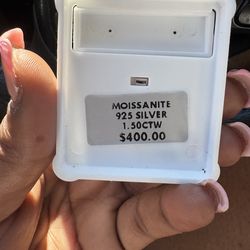 MOISSANITE
925 SILVER
1.50CTW
$400.00